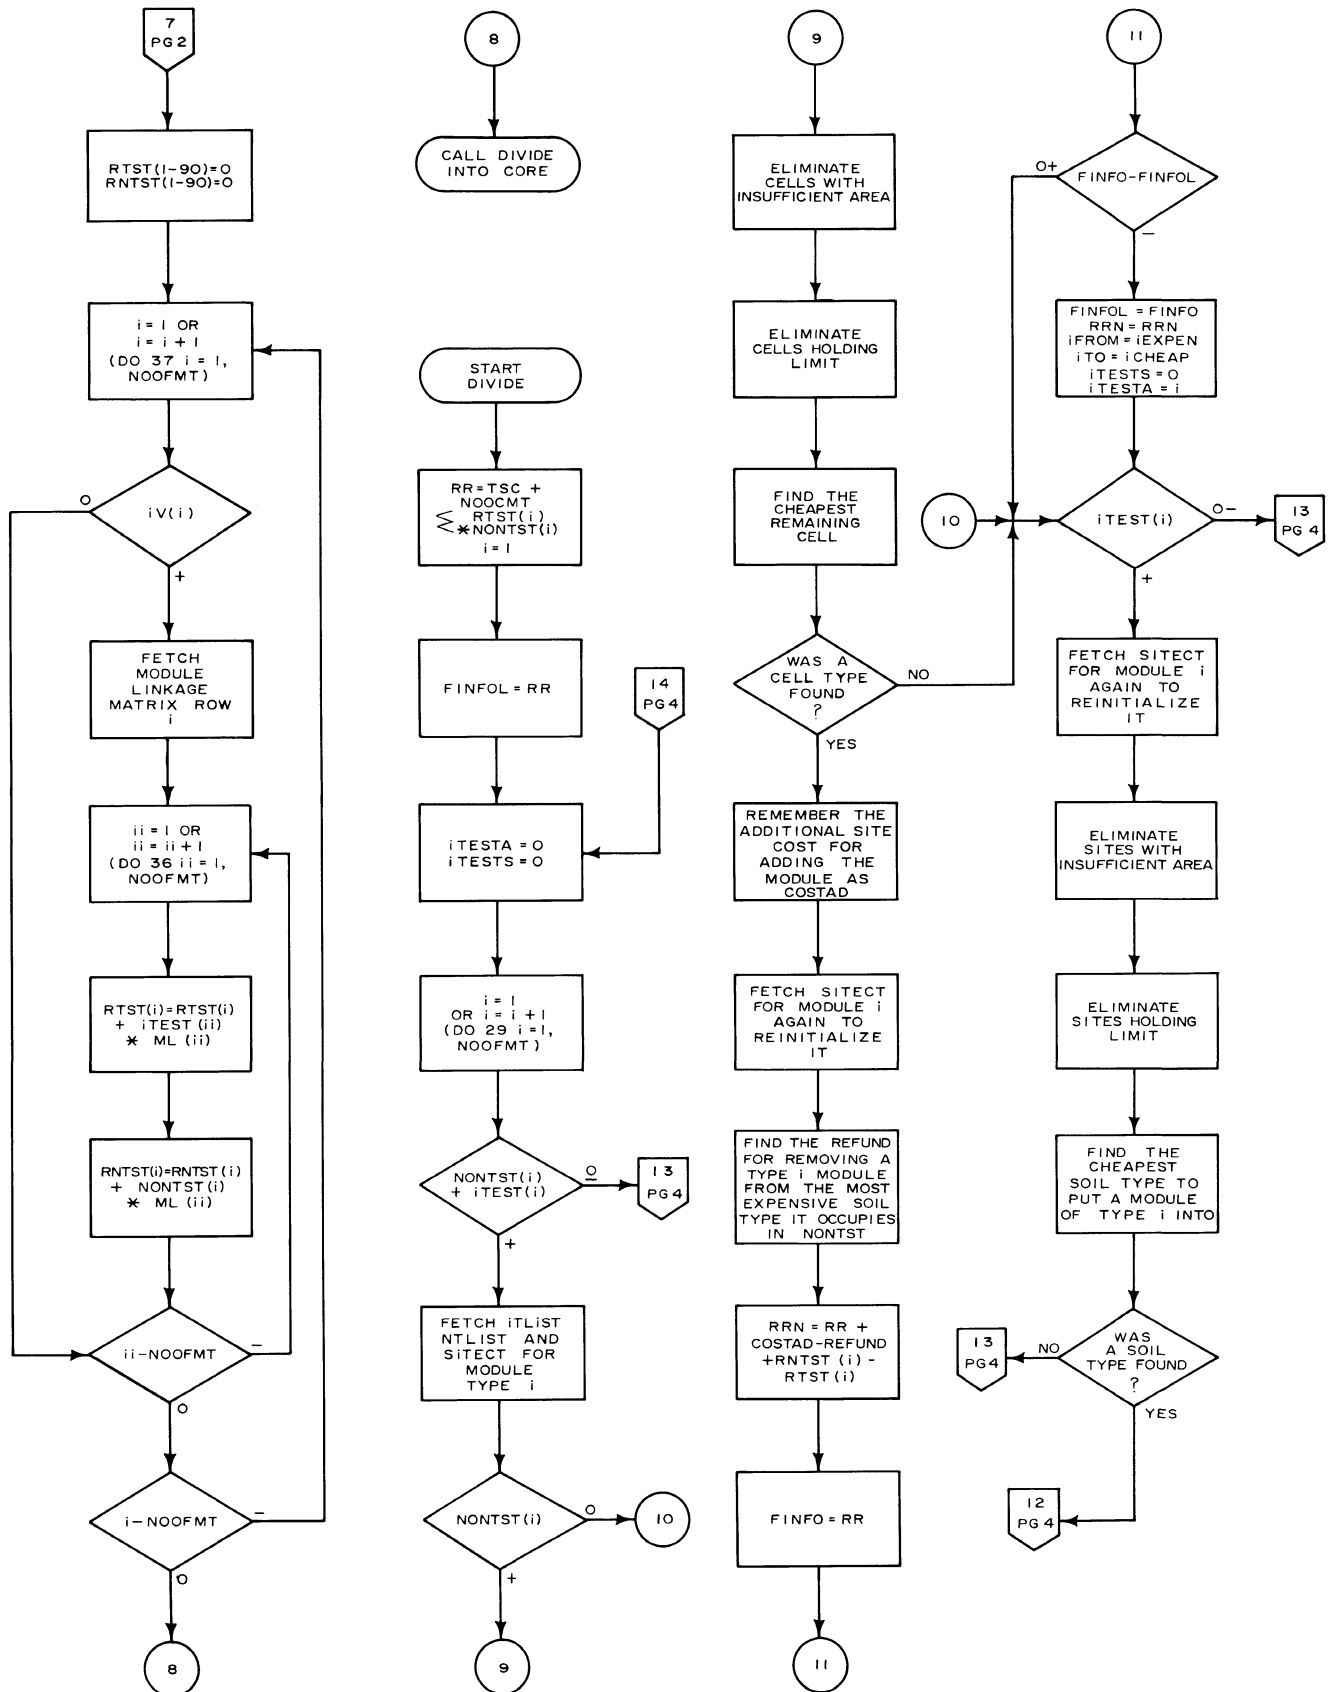 7
PG 2
RTST(1-90)=0
RNTST(1-90)=0
i = 1 OR
i = i + 1
(DO 37 i = 1,
NOOFMT)
iV(i)
0
+
FETCH
MODULE
LINKAGE
MATRIX ROW
i
ii = 1 OR
ii = ii + 1
(DO 36 ii = 1,
NOOFMT)
RTST(i)=RTST(i)
+ iTEST (ii)
* ML (ii)
RNTST(i)=RNTST(i)
+ NONTST(i)
* ML (ii)
ii-NOOFMT
-
0
i-NOOFMT
-
0
8
8
CALL DIVIDE
INTO CORE
START
DIVIDE
RR=TSC +
NOOCMT
< RTST(i)
< *NONTST(i)
i = 1
FINFOL = RR
14
PG 4
iTESTA = 0
iTESTS = 0
i = 1
OR i = i + 1
(DO 29 i=1,
NOOFMT)
NONTST(i)
+ iTEST(i)
0
-
13
PG 4
+
FETCH iTLIST
NTLIST AND
SITECT FOR
MODULE
TYPE i
NONTST(i)
0
10
+
9
9
ELIMINATE
CELLS WITH
INSUFFICIENT AREA
ELIMINATE
CELLS HOLDING
LIMIT
FIND THE
CHEAPEST
REMAINING
CELL
WAS A
CELL TYPE
FOUND
?
NO
YES
REMEMBER THE
ADDITIONAL SITE
COST FOR
ADDING THE
MODULE AS
COSTAD
FETCH SITECT
FOR MODULE i
AGAIN TO
REINITIALIZE
IT
FIND THE REFUND
FOR REMOVING A
TYPE i MODULE
FROM THE MOST
EXPENSIVE SOIL
TYPE IT OCCUPIES
IN NONTST
RRN = RR +
COSTAD-REFUND
+RNTST (i) -
RTST (i)
FINFO = RR
11
11
FINFO-FINFOL
0+
-
FINFOL = FINFO
RRN = RRN
iFROM = iEXPEN
iTO = iCHEAP
iTESTS = 0
iTESTA = i
10
iTEST(i)
0-
13
PG 4
+
FETCH SITECT
FOR MODULE i
AGAIN TO
REINITIALIZE
IT
ELIMINATE
SITES WITH
INSUFFICIENT AREA
ELIMINATE
SITES HOLDING
LIMIT
FIND THE
CHEAPEST
SOIL TYPE TO
PUT A MODULE
OF TYPE i INTO
WAS
A SOIL
TYPE FOUND
?
NO
13
PG 4
YES
12
PG 4